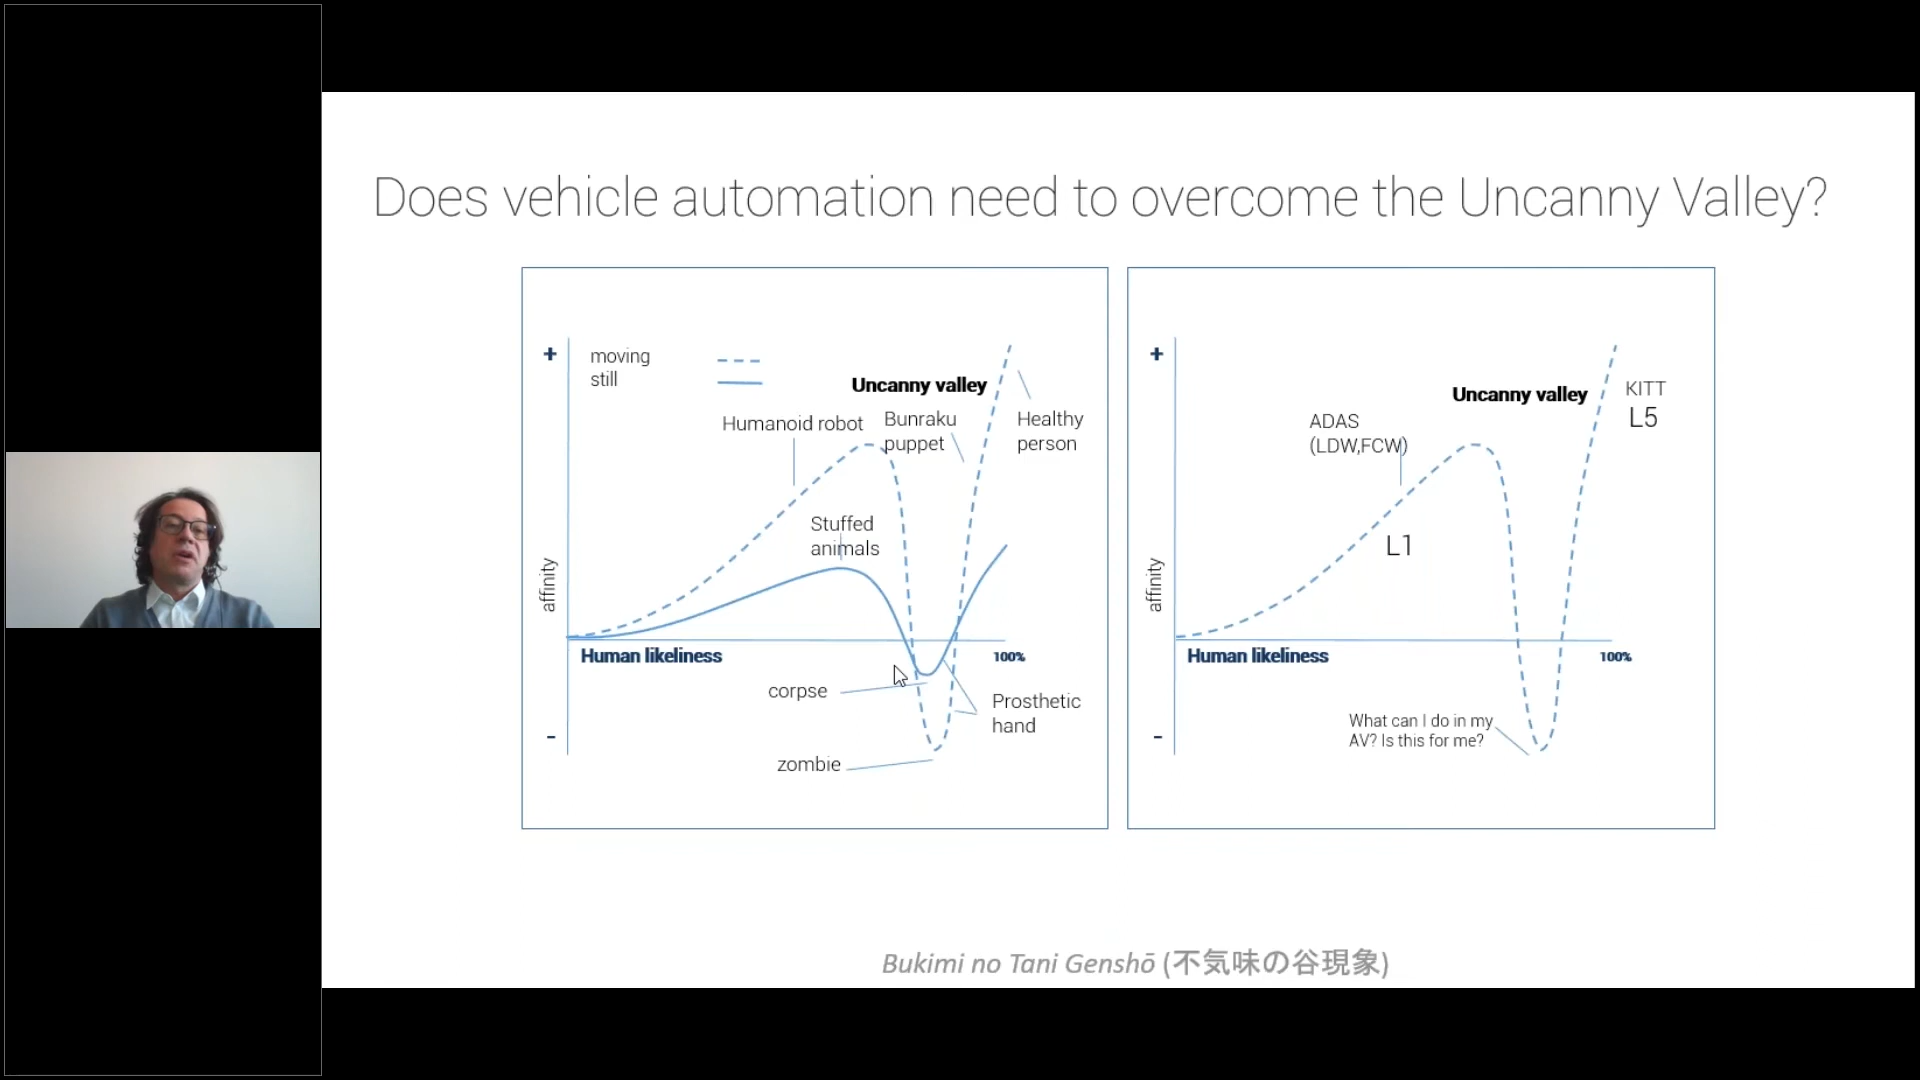 Does vehicle automation need to overcome the Uncanny Valley?
+
moving
still
Uncanny valley
Humanoid robot
Bunraku
puppet
Healthy
person
Stuffed
animals
affinity
Human likeliness
100%
corpse
Prosthetic
hand
-
zombie
+
Uncanny valley
KITT
L5
ADAS
(LDW,FCW)
L1
affinity
Human likeliness
100%
What can I do in my
AV? Is this for me?
-
Bukimi no Tani Genshō (不気味の谷現象)